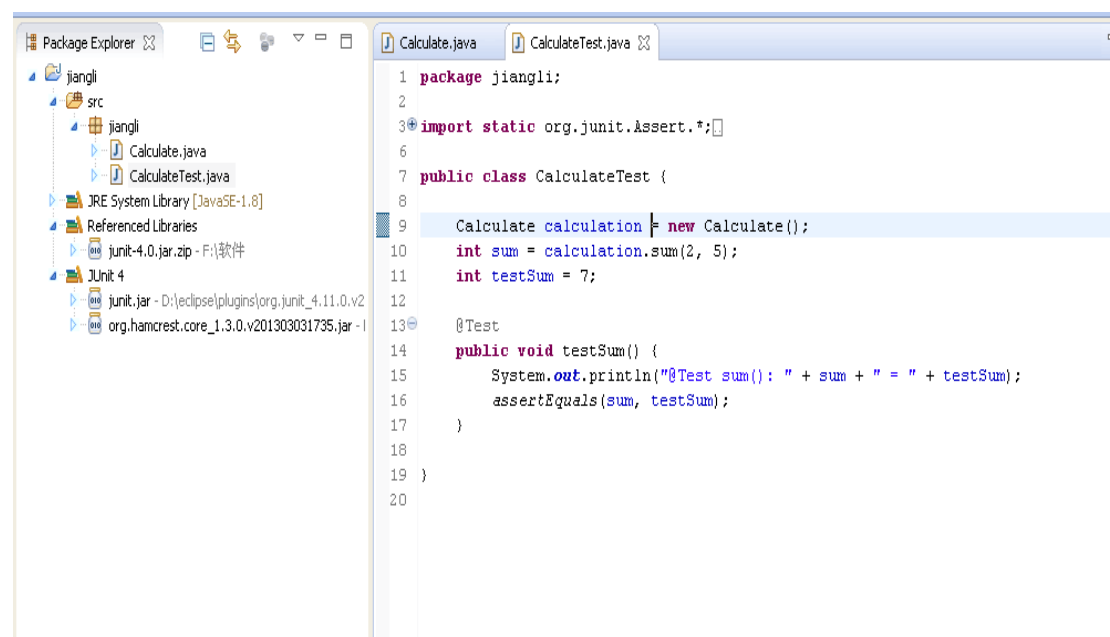 Package Explorer
jiangli
src
jiangli
Calculate.java
CalculateTest.java
JRE System Library [JavaSE-1.8]
Referenced Libraries
junit-4.0.jar.zip - F:\软件
JUnit 4
junit.jar - D:\eclipse\plugins\org.junit_4.11.0.v2
org.hamcrest.core_1.3.0.v201303031735.jar -
Calculate.java CalculateTest.java
1 package jiangli;
2
3 import static org.junit.Assert.*;
6
7 public class CalculateTest {
8
9 Calculate calculation = new Calculate();
10 int sum = calculation.sum(2, 5);
11 int testSum = 7;
12
13 @Test
14 public void testSum() {
15 System.out.println("@Test sum(): " + sum + " = " + testSum);
16 assertEquals(sum, testSum);
17 }
18
19 }
20